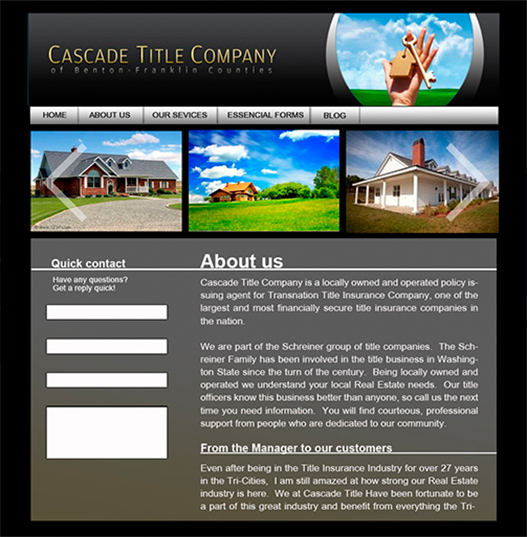 CASCADE TITLE COMPANY
of Benton-Franklin Counties
HOME ABOUT US OUR SEVICES ESSENCIAL FORMS BLOG
Quick contact
Have any questions?
Get a reply quick!
About us
Cascade Title Company is a locally owned and operated policy is-
suing agent for Transnation Title Insurance Company, one of the
largest and most financially secure title insurance companies in
the nation.
We are part of the Schreiner group of title companies. The Sch-
reiner Family has been involved in the title business in Washing-
ton State since the turn of the century. Being locally owned and
operated we understand your local Real Estate needs. Our title
officers know this business better than anyone, so call us the next
time you need information. You will find courteous, professional
support from people who are dedicated to our community.
From the Manager to our customers
Even after being in the Title Insurance Industry for over 27 years
in the Tri-Cities, I am still amazed at how strong our Real Estate
industry is here. We at Cascade Title Have been fortunate to be
a part of this great industry and benefit from everything the Tri-